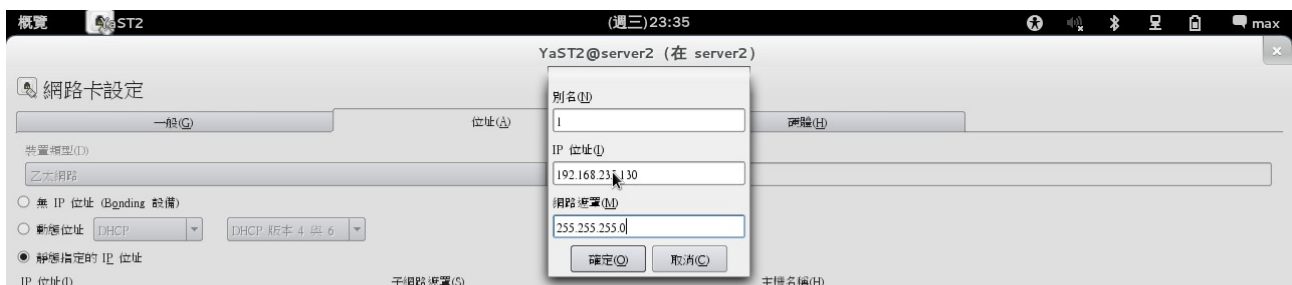 概覽 YaST2 (週三)23:35 max
YaST2@server2 (在 server2)
網路卡設定
一般(G) 位址(A) 硬體(H)
裝置類型(D)
乙太網路
無 IP 位址 (Bonding 設備)
動態位址 DHCP DHCP 版本 4 與 6
靜態指定的 IP 位址
IP 位址(I) 子網路遮罩(S) 主機名稱(H)
別名(N)
1
IP 位址(I)
網路遮罩(M)
255.255.255.0
確定(O) 取消(C)